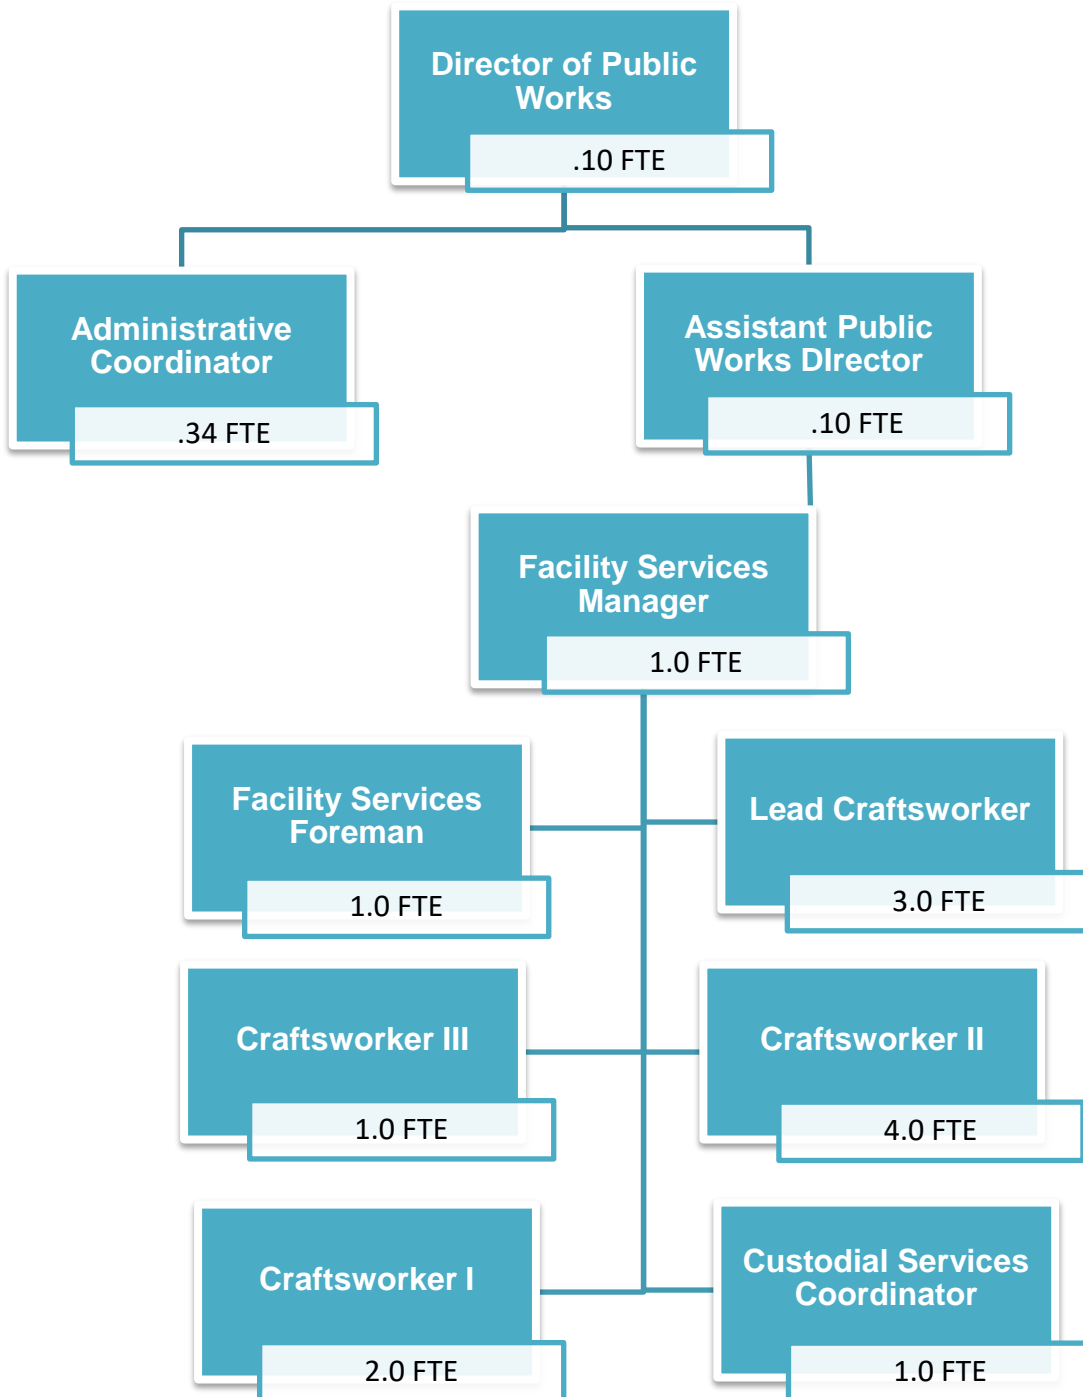 Director of Public
Works
.10 FTE
Administrative
Coordinator
.34 FTE
Assistant Public
Works DIrector
.10 FTE
Facility Services
Manager
1.0 FTE
Facility Services
Foreman
1.0 FTE
Lead Craftsworker
3.0 FTE
Craftsworker III
1.0 FTE
Craftsworker II
4.0 FTE
Craftsworker I
2.0 FTE
Custodial Services
Coordinator
1.0 FTE